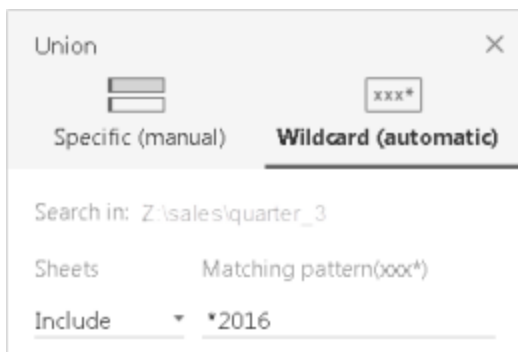 Union
xxx*
Specific (manual) Wildcard (automatic)
Search in: Z:\sales\quarter_3
Sheets Matching pattern(xxx*)
Include *2016